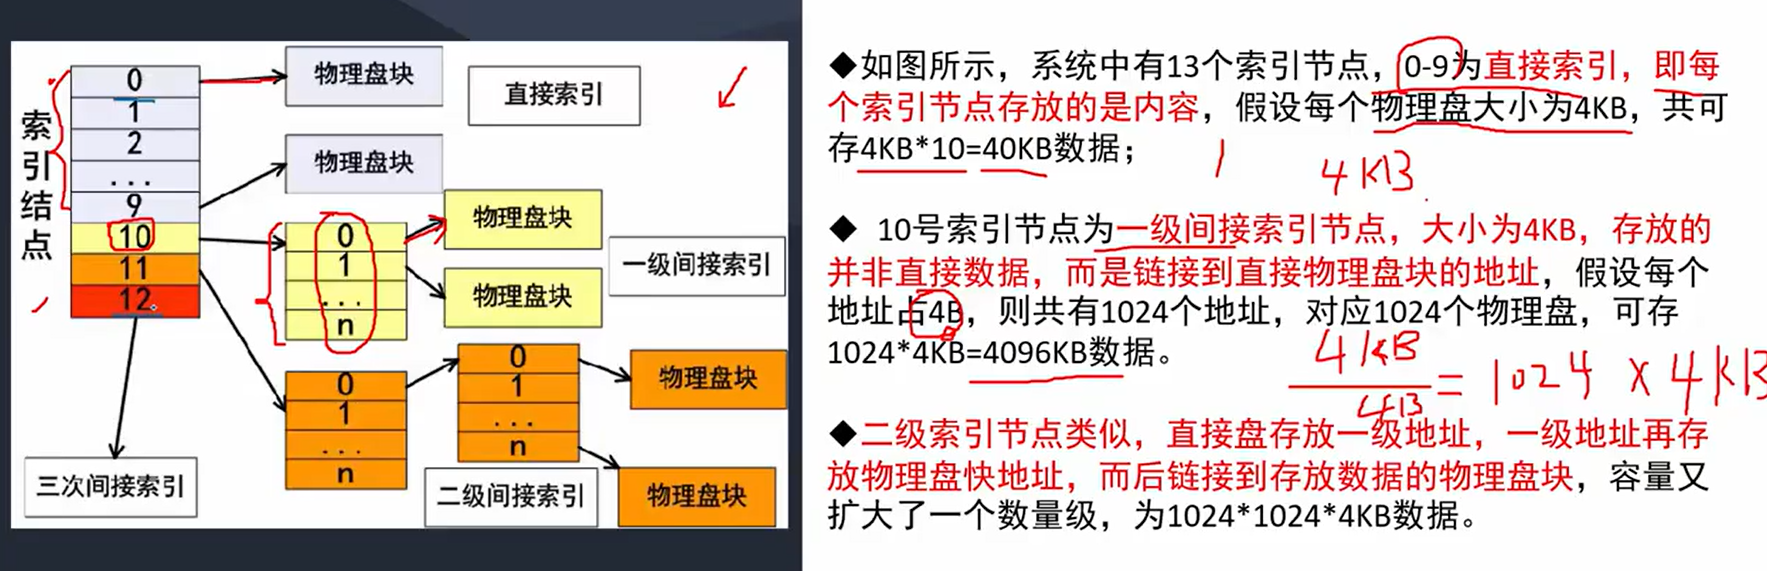 索引结点
0
1
2
...
9
10
11
12
物理盘块
物理盘块
直接索引
0
1
...
n
物理盘块
物理盘块
一级间接索引
0
1
...
n
0
1
...
n
物理盘块
物理盘块
二级间接索引
三次间接索引
◆如图所示，系统中有13个索引节点，0-9为直接索引，即每
个索引节点存放的是内容，假设每个物理盘大小为4KB，共可
存4KB*10=40KB数据；
1 4KB
◆ 10号索引节点为一级间接索引节点，大小为4KB，存放的
并非直接数据，而是链接到直接物理盘块的地址，假设每个
地址占4B，则共有1024个地址，对应1024个物理盘，可存
1024*4KB=4096KB数据。
4KB
4B
=1024×4KB
◆二级索引节点类似，直接盘存放一级地址，一级地址再存
放物理盘快地址，而后链接到存放数据的物理盘块，容量又
扩大了一个数量级，为1024*1024*4KB数据。